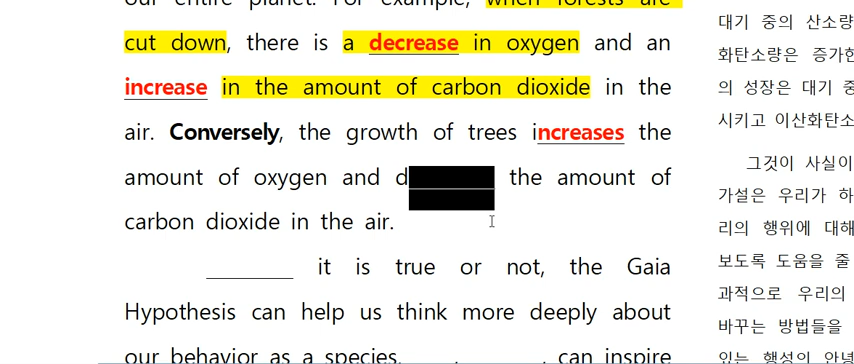 our entire planet. For example, when forests are
cut down, there is a decrease in oxygen and an
increase in the amount of carbon dioxide in the
air. Conversely, the growth of trees increases the
amount of oxygen and d the amount of
carbon dioxide in the air.
it is true or not, the Gaia
Hypothesis can help us think more deeply about
our behavior as a species. , can inspire
대기 중의 산소량
화탄소량은 증가한
의 성장은 대기 중
시키고 이산화탄소
그것이 사실이
가설은 우리가 하
리의 행위에 대해
보도록 도움을 줄
과적으로 우리의
바꾸는 방법들을
있는 행성의 안녕